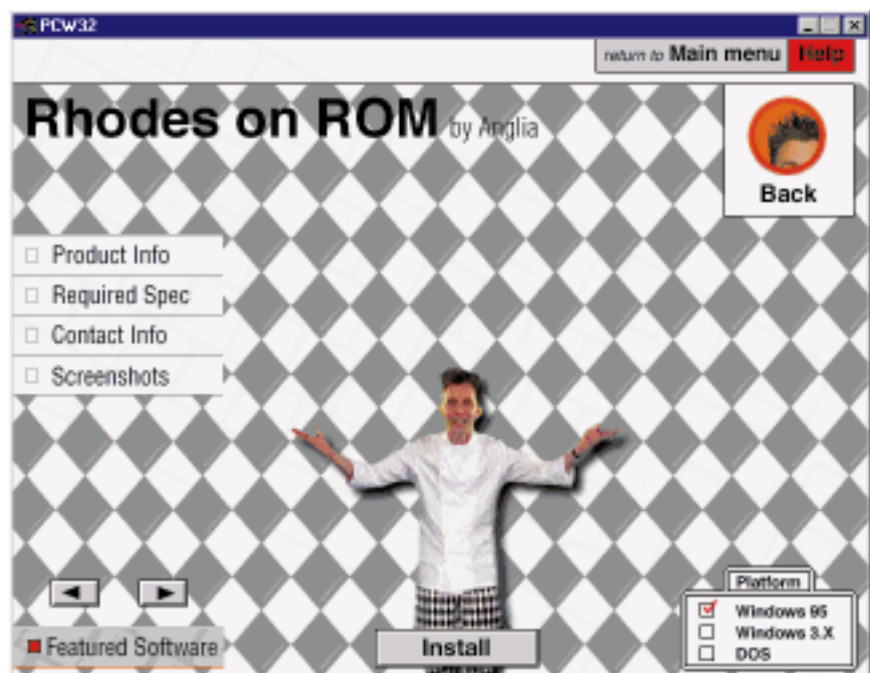 PCW32
return to Main menu Help
Rhodes on ROM by Anglia
Back
Product Info
Required Spec
Contact Info
Screenshots
Platform
Windows 95
Windows 3.X
DOS
Featured Software
Install